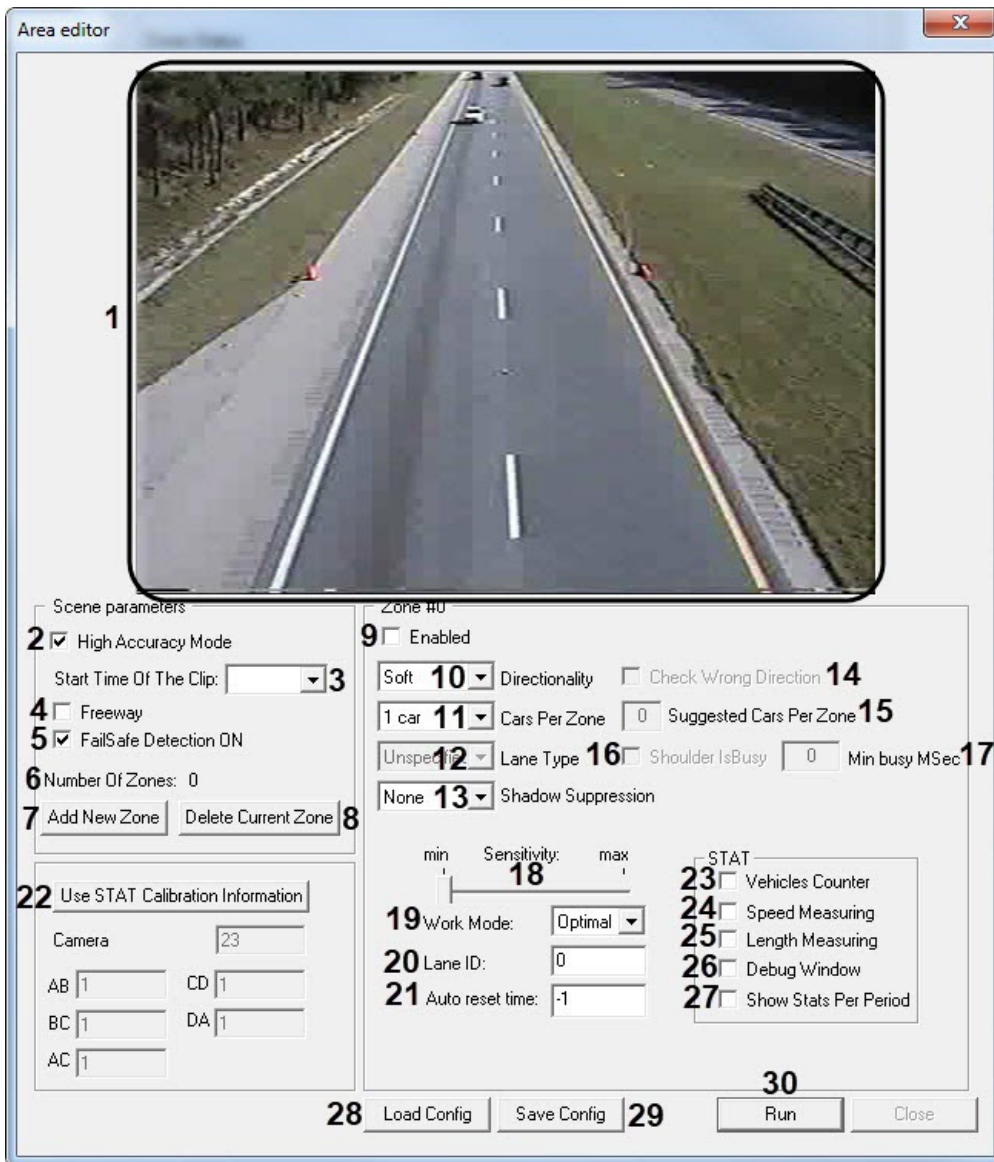 Area editor
1
Scene parameters
2 High Accuracy Mode
Start Time Of The Clip: 3
4 Freeway
5 FailSafe Detection ON
6 Number Of Zones: 0
7 Add New Zone Delete Current Zone 8
Zone #0
9 Enabled
Soft 10 Directionality Check Wrong Direction 14
1 car 11 Cars Per Zone 0 Suggested Cars Per Zone 15
12 Lane Type 16 Shoulder IsBusy 0 Min busy MSec 17
None 13 Shadow Suppression
min Sensitivity: max
18
19 Work Mode: Optimal
20 Lane ID: 0
21 Auto reset time: -1
STAT
23 Vehicles Counter
24 Speed Measuring
25 Length Measuring
26 Debug Window
27 Show Stats Per Period
22 Use STAT Calibration Information
Camera 23
AB 1 CD 1
BC 1 DA 1
AC 1
30
28 Load Config Save Config 29 Run Close